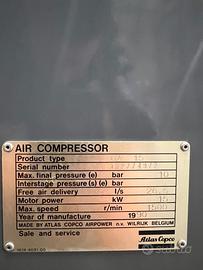 AIR COMPRESSOR
Product type
Serial number
Max. final pressure (e) bar 10
Interstage pressure(s) (e) bar
Free air delivery l/s
Motor power kW 15
Max. speed r/min 1500
Year of manufacture 19
MADE BY ATLAS COPCO AIRPOWER n.v. WILRIJK BELGIUM
Sale and service
Atlas Copco